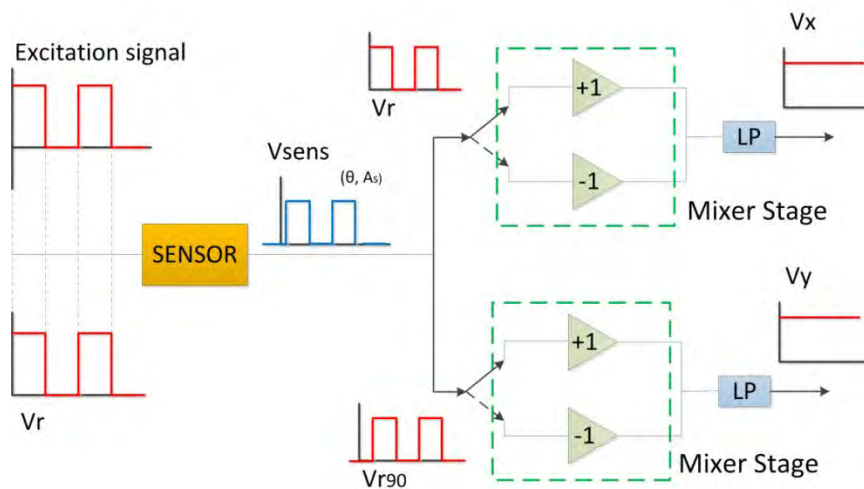 Excitation signal
Vr
Vx
+1
LP
-1
Mixer Stage
Vsens
(θ, As)
SENSOR
Vy
+1
LP
-1
Mixer Stage
Vr
Vr90